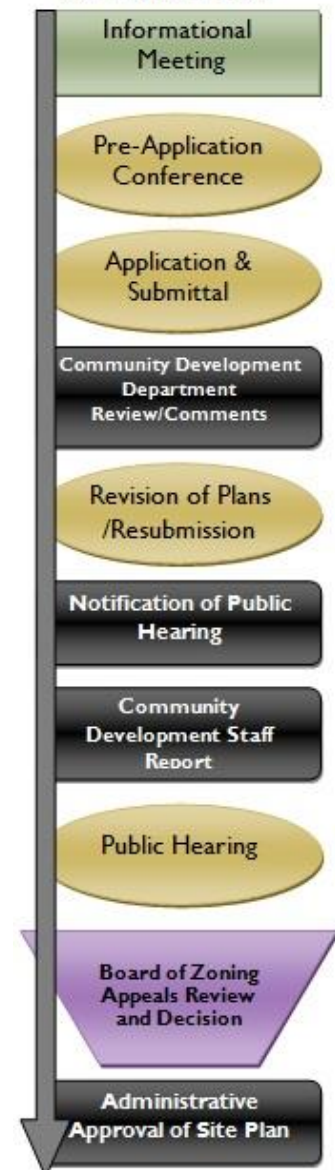 Informational
Meeting
Pre-Application
Conference
Application &
Submittal
Community Development
Department
Review/Comments
Revision of Plans
/Resubmission
Notification of Public
Hearing
Community
Development Staff
Report
Public Hearing
Board of Zoning
Appeals Review
and Decision
Administrative
Approval of Site Plan